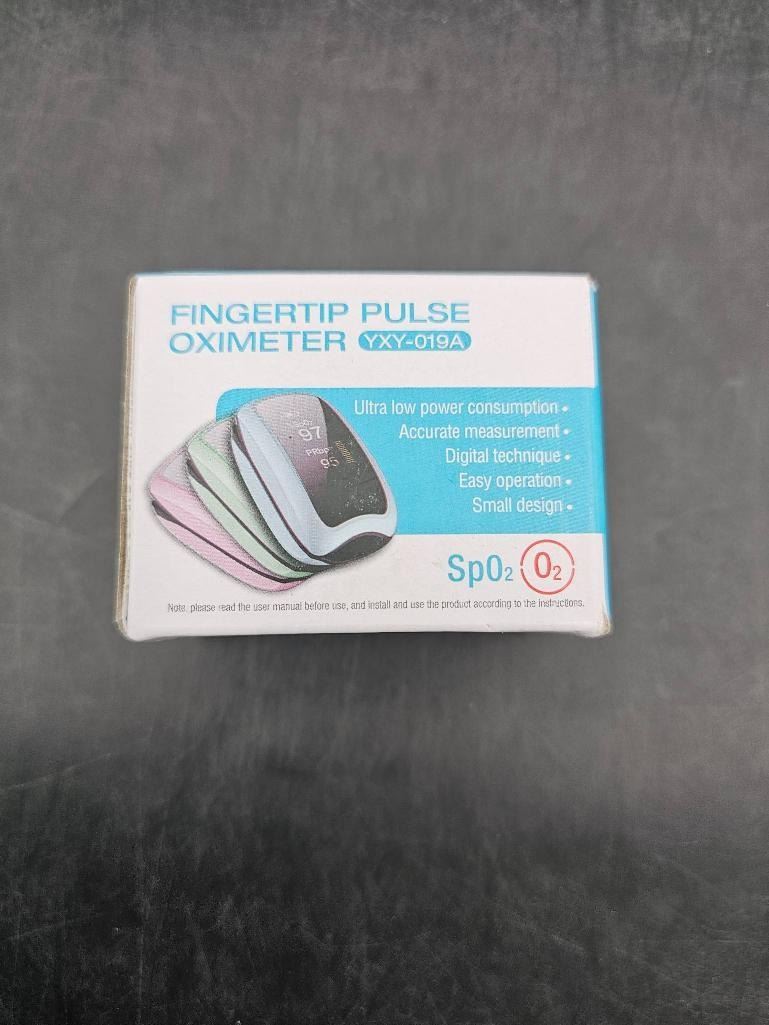 FINGERTIP PULSE
OXIMETER YXY-019A
Ultra low power consumption •
Accurate measurement •
Digital technique •
Easy operation •
Small design •
97
PRbpm
95
SpO₂ O₂
Note, please read the user manual before use, and install and use the product according to the instructions.